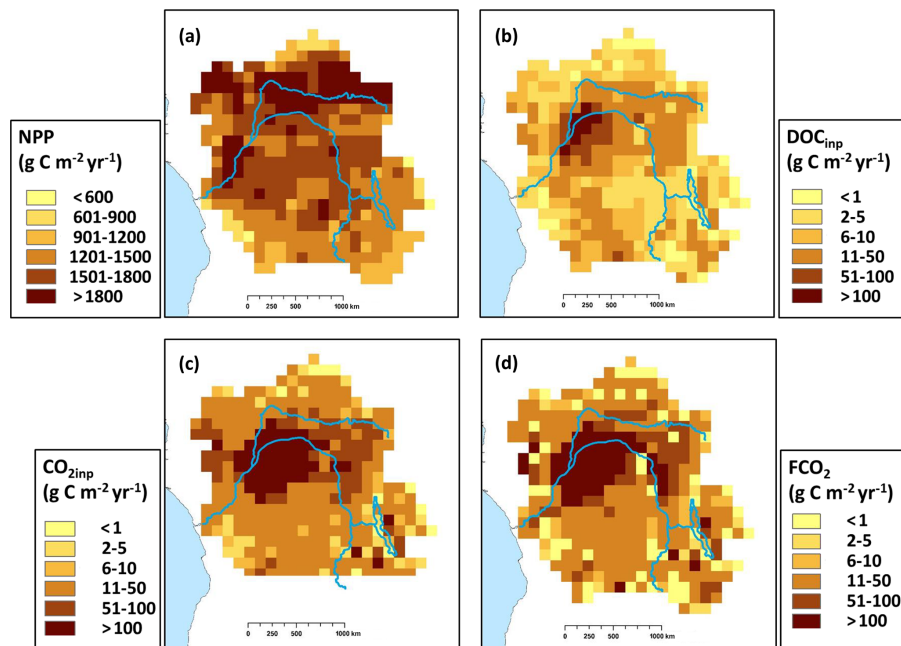 (a)
(b)
NPP
(g C m⁻² yr⁻¹)
<600
601-900
901-1200
1201-1500
1501-1800
>1800
DOCinp
(g C m⁻² yr⁻¹)
<1
2-5
6-10
11-50
51-100
>100
0 250 500 1000 km
0 250 500 1000 km
(c)
(d)
CO2inp
(g C m⁻² yr⁻¹)
<1
2-5
6-10
11-50
51-100
>100
FCO2
(g C m⁻² yr⁻¹)
<1
2-5
6-10
11-50
51-100
>100
0 250 500 1000 km
0 250 500 1000 km